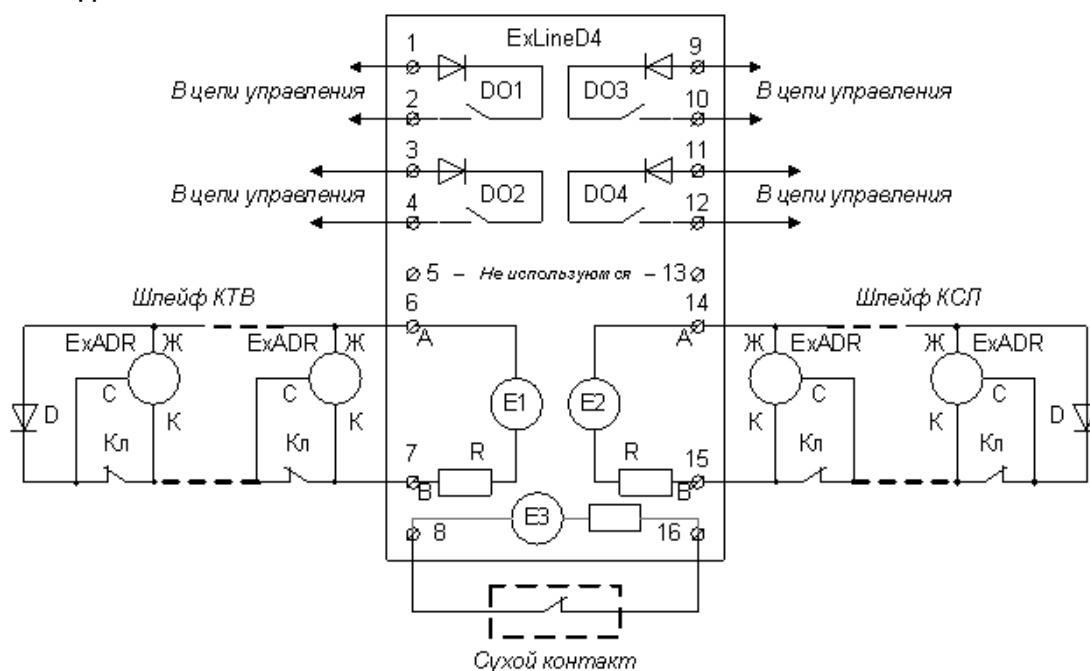 ExLineD4
1
9
В цепи управления
DO1
DO3
В цепи управления
2
10
3
11
В цепи управления
DO2
DO4
В цепи управления
4
12
5 – Не используются – 13
Шлейф КТВ
6
14
Шлейф КСП
A
A
ExADR
Ж
ExADR
Ж
Ж
ExADR
Ж
ExADR
С
С
С
С
D
E1
E2
D
К
К
К
К
Кл
Кл
7
R
R
15
Кл
Кл
B
B
8
E3
16
Сухой контакт